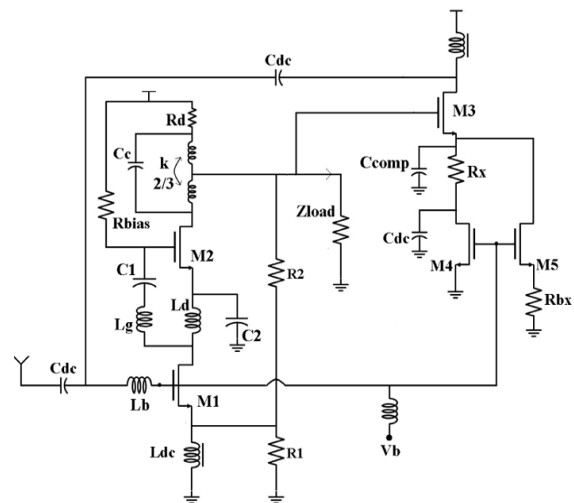 Cdc
Rd
M3
Cc
k
2/3
Ccomp
Rx
Rbias
Zload
M2
Cdc
M4
M5
C1
R2
Ld
Rbx
Lg
C2
Cdc
Lb
M1
Vb
Ldc
R1